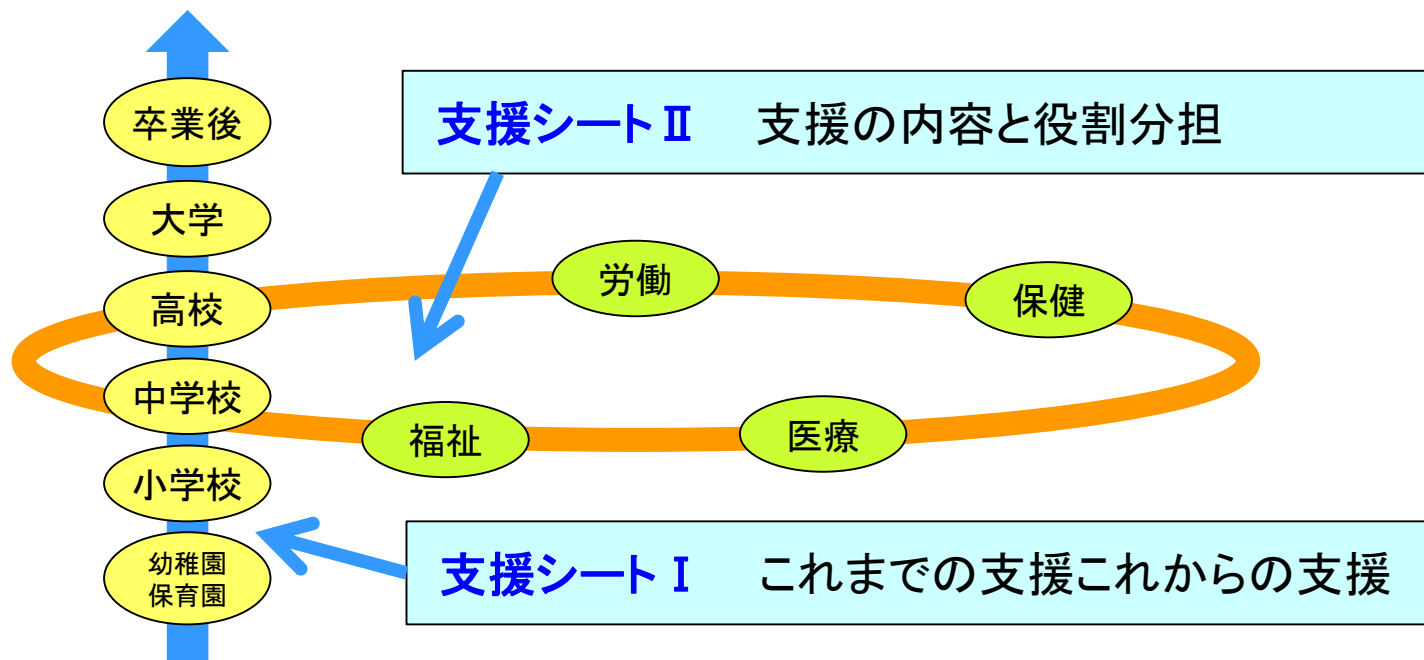 卒業後
支援シートⅡ　支援の内容と役割分担
大学
労働
保健
高校
中学校
福祉
医療
小学校
幼稚園
保育園
支援シートⅠ　これまでの支援これからの支援